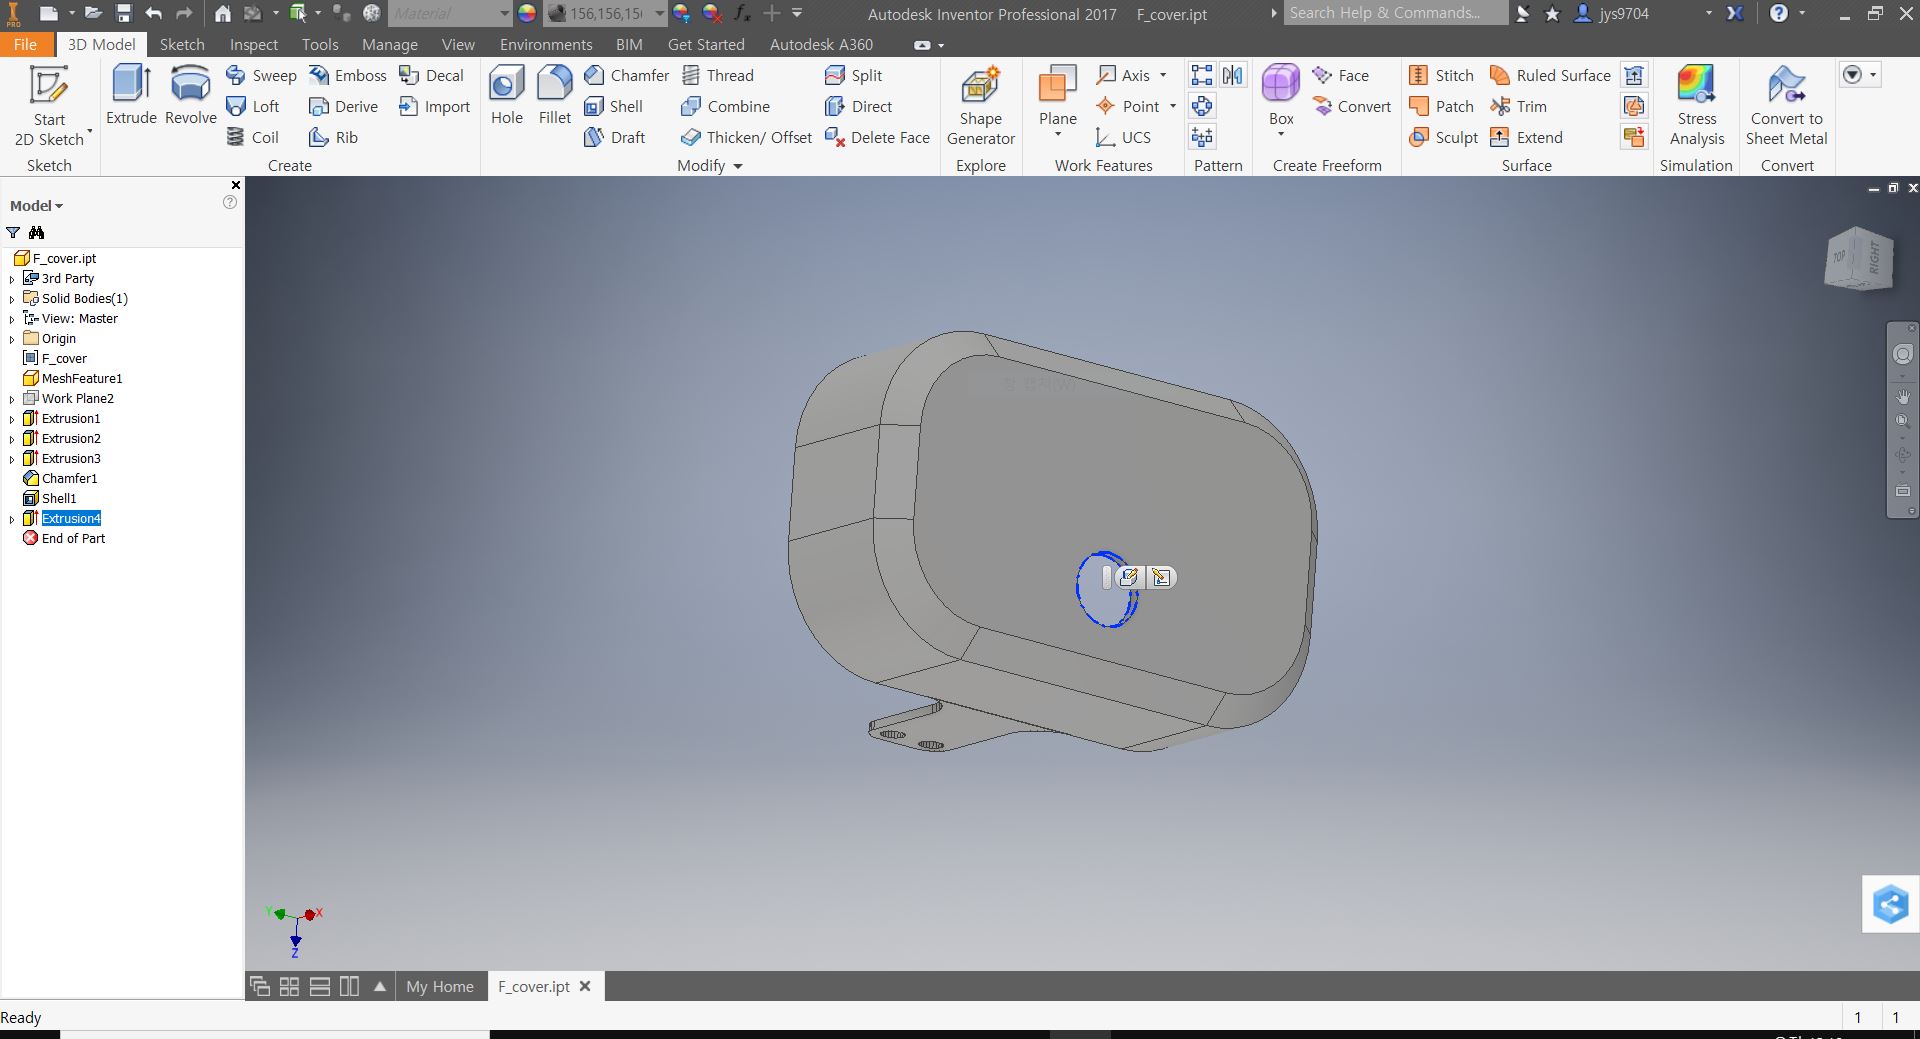 PRO
Material
156,156,15
fx
Autodesk Inventor Professional 2017 F_cover.ipt
Search Help & Commands...
jys9704
File 3D Model Sketch Inspect Tools Manage View Environments BIM Get Started Autodesk A360
Start
2D Sketch
Sketch
Extrude Revolve
Sweep Emboss Decal
Loft Derive Import
Coil Rib
Create
Hole Fillet
Chamfer Thread Split
Shell Combine Direct
Draft Thicken/ Offset Delete Face
Modify
Shape
Generator
Explore
Plane
Axis
Point
UCS
Work Features
Pattern
Box
Face
Convert
Create Freeform
Stitch Ruled Surface
Patch Trim
Sculpt Extend
Surface
Stress
Analysis
Simulation
Convert to
Sheet Metal
Convert
Model
F_cover.ipt
3rd Party
Solid Bodies(1)
View: Master
Origin
F_cover
MeshFeature1
Work Plane2
Extrusion1
Extrusion2
Extrusion3
Chamfer1
Shell1
Extrusion4
End of Part
TOP RIGHT
Y X
Z
My Home F_cover.ipt
Ready
1 1